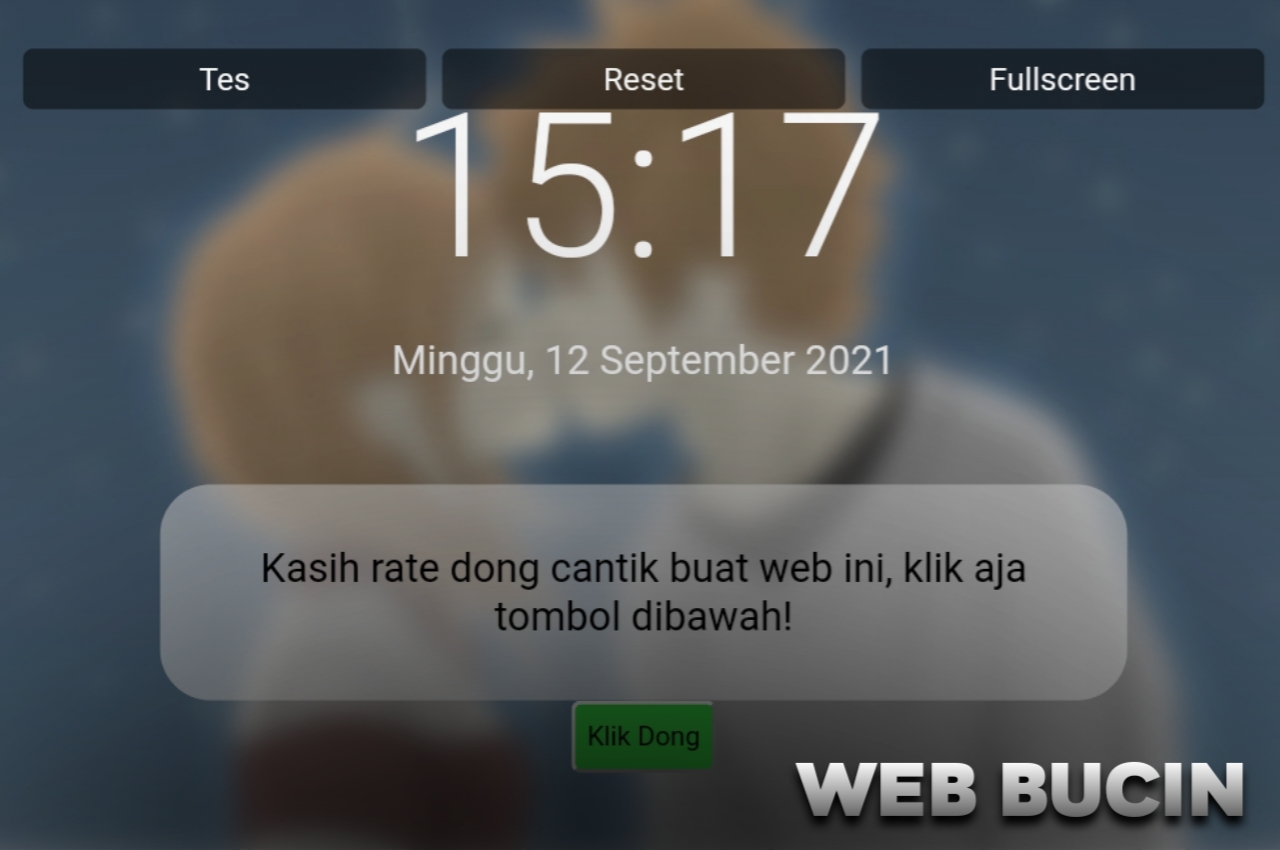 Tes
Reset
Fullscreen
15:17
Minggu, 12 September 2021
Kasih rate dong cantik buat web ini, klik aja
tombol dibawah!
Klik Dong
WEB BUCIN